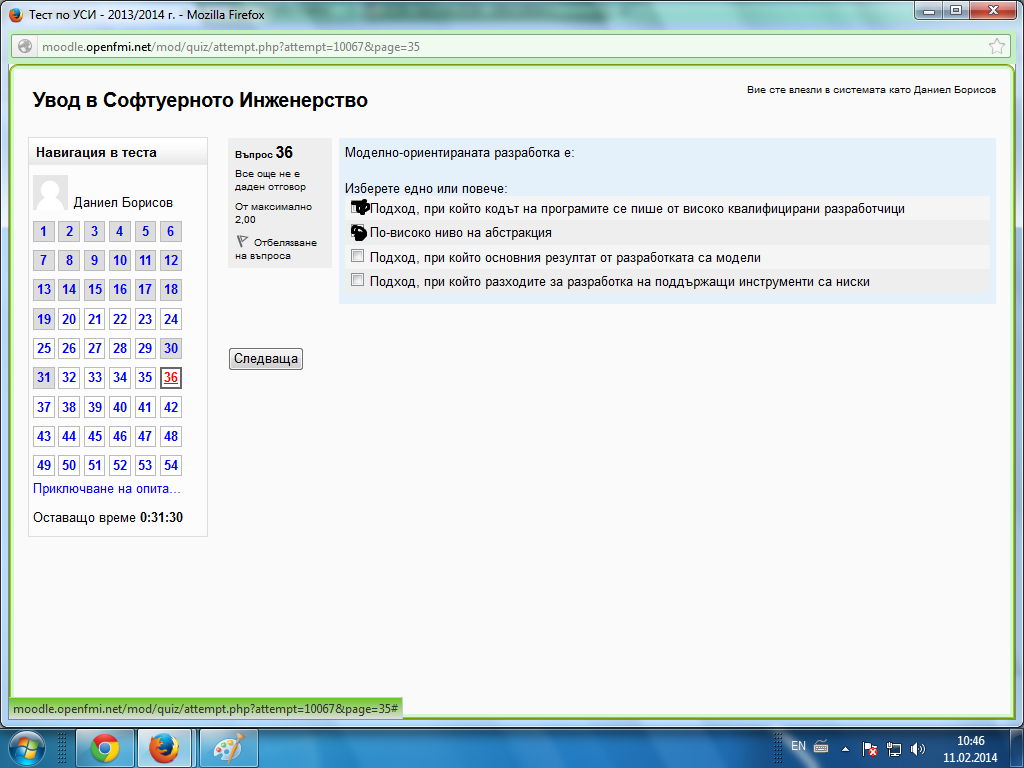 Тест по УСИ - 2013/2014 г. - Mozilla Firefox
moodle.openfmi.net/mod/quiz/attempt.php?attempt=10067&page=35
Увод в Софтуерното Инженерство
Вие сте влезли в системата като Даниел Борисов
Навигация в теста
Даниел Борисов
1 2 3 4 5 6
7 8 9 10 11 12
13 14 15 16 17 18
19 20 21 22 23 24
25 26 27 28 29 30
31 32 33 34 35 36
37 38 39 40 41 42
43 44 45 46 47 48
49 50 51 52 53 54
Приключване на опита...
Оставащо време 0:31:30
Въпрос 36
Все още не е
даден отговор
От максимално
2,00
Отбелязване
на въпроса
Моделно-ориентираната разработка е:
Изберете едно или повече:
Подход, при който кодът на програмите се пише от високо квалифицирани разработчици
По-високо ниво на абстракция
Подход, при който основния резултат от разработката са модели
Подход, при който разходите за разработка на поддържащи инструменти са ниски
Следваща
moodle.openfmi.net/mod/quiz/attempt.php?attempt=10067&page=35#
EN
10:46
11.02.2014